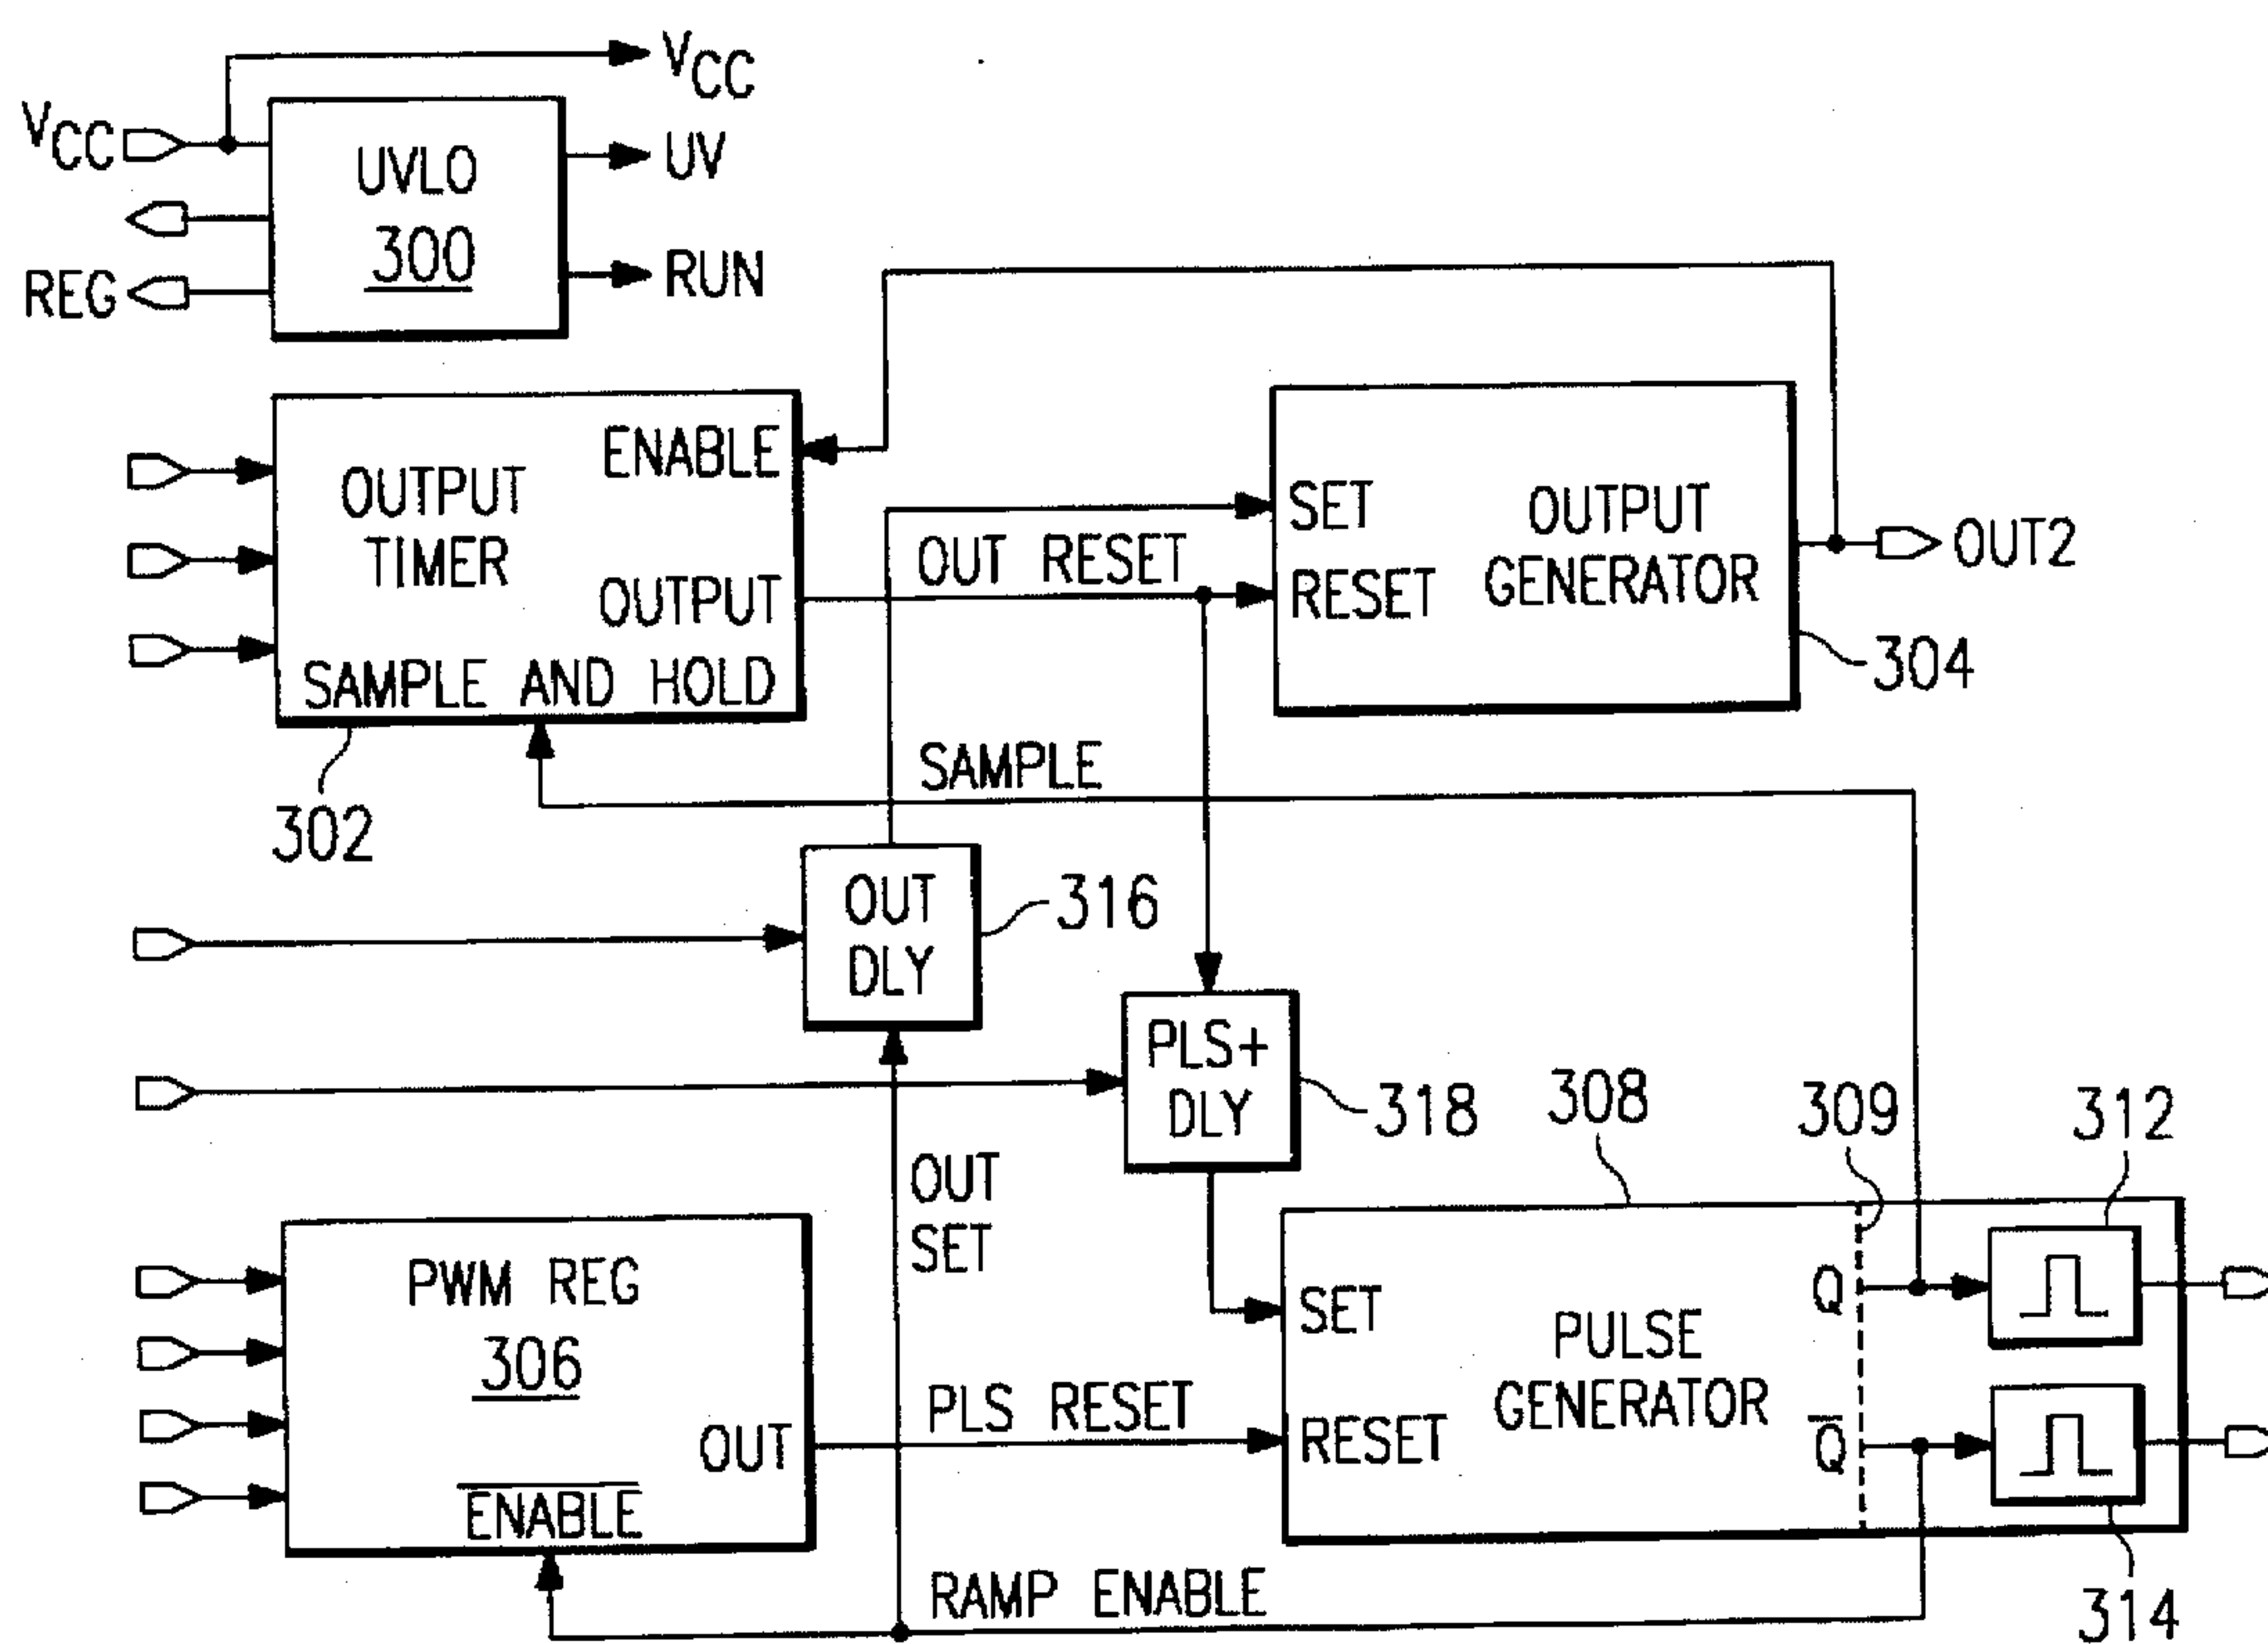 VCC
VCC
UVLO
300
UV
RUN
REG
ENABLE
OUTPUT
TIMER
OUTPUT
SAMPLE AND HOLD
302
OUT RESET
SET
RESET
OUTPUT
GENERATOR
OUT2
304
SAMPLE
OUT
DLY
316
PLS+
DLY
318
308
309
312
OUT
SET
PWM REG
306
OUT
E̅N̅A̅B̅L̅E̅
PLS RESET
SET
RESET
PULSE
GENERATOR
Q
Q̅
RAMP ENABLE
314